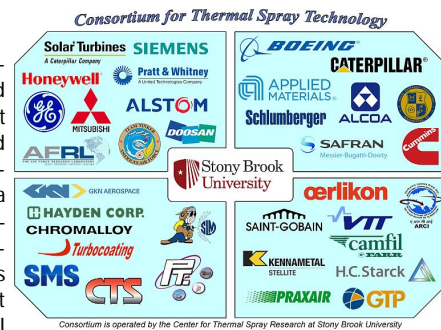 Consortium for Thermal Spray Technology
Solar Turbines
A Caterpillar Company
SIEMENS
Honeywell
Pratt & Whitney
A United Technologies Company
GE
MITSUBISHI
ALSTOM
DOOSAN
AFRL
BOEING
CATERPILLAR®
APPLIED
MATERIALS®
Schlumberger
ALCOA
SAFRAN
Messier-Bugatti-Dowty
Cummins
Stony Brook
University
GKN AEROSPACE
HAYDEN CORP.
CHROMALLOY
Turbocoating
SIM
SMS
CTS
oerlikon
SAINT-GOBAIN
VTT
ARCI
camfil
FARR
KENNAMETAL
STELLITE
H.C. Starck
PRAXAIR
GTP
Consortium is operated by the Center for Thermal Spray Research at Stony Brook University